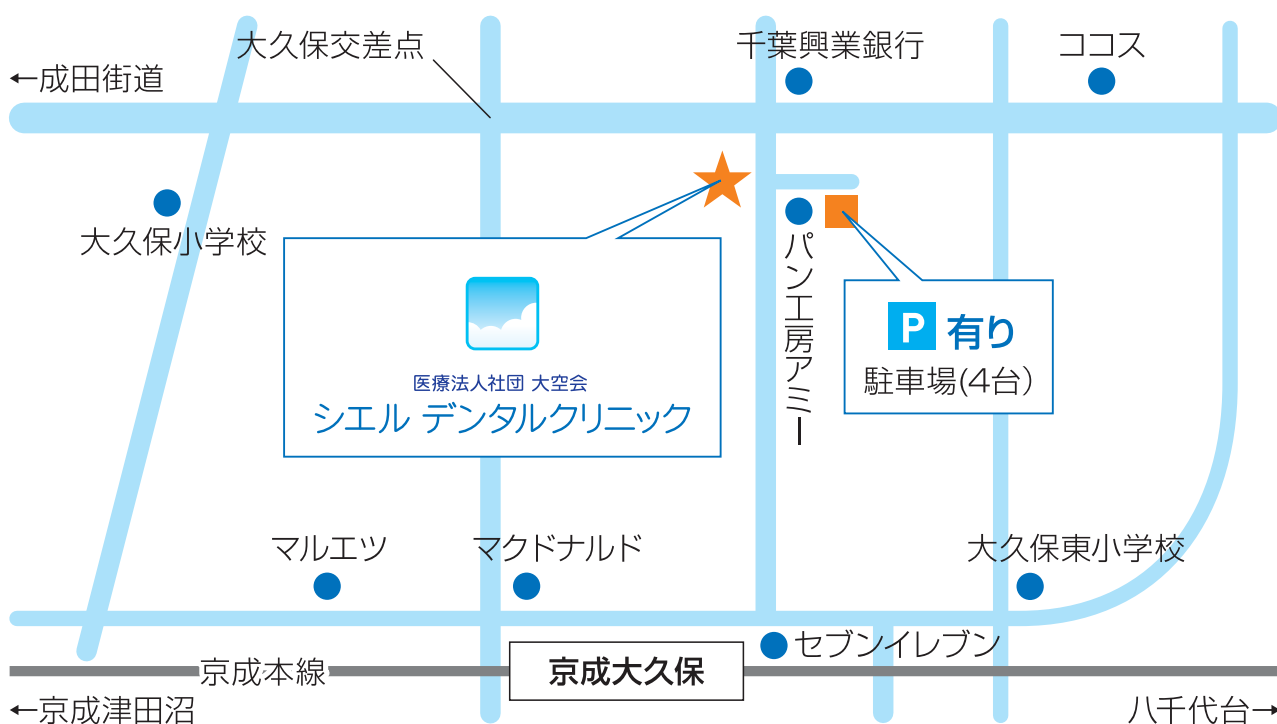 大久保交差点
千葉興業銀行
ココス
←成田街道
大久保小学校
パン工房アミー
医療法人社団 大空会
シエル デンタルクリニック
P 有り
駐車場(4台)
マルエツ
マクドナルド
大久保東小学校
セブンイレブン
京成本線
京成大久保
←京成津田沼
八千代台→